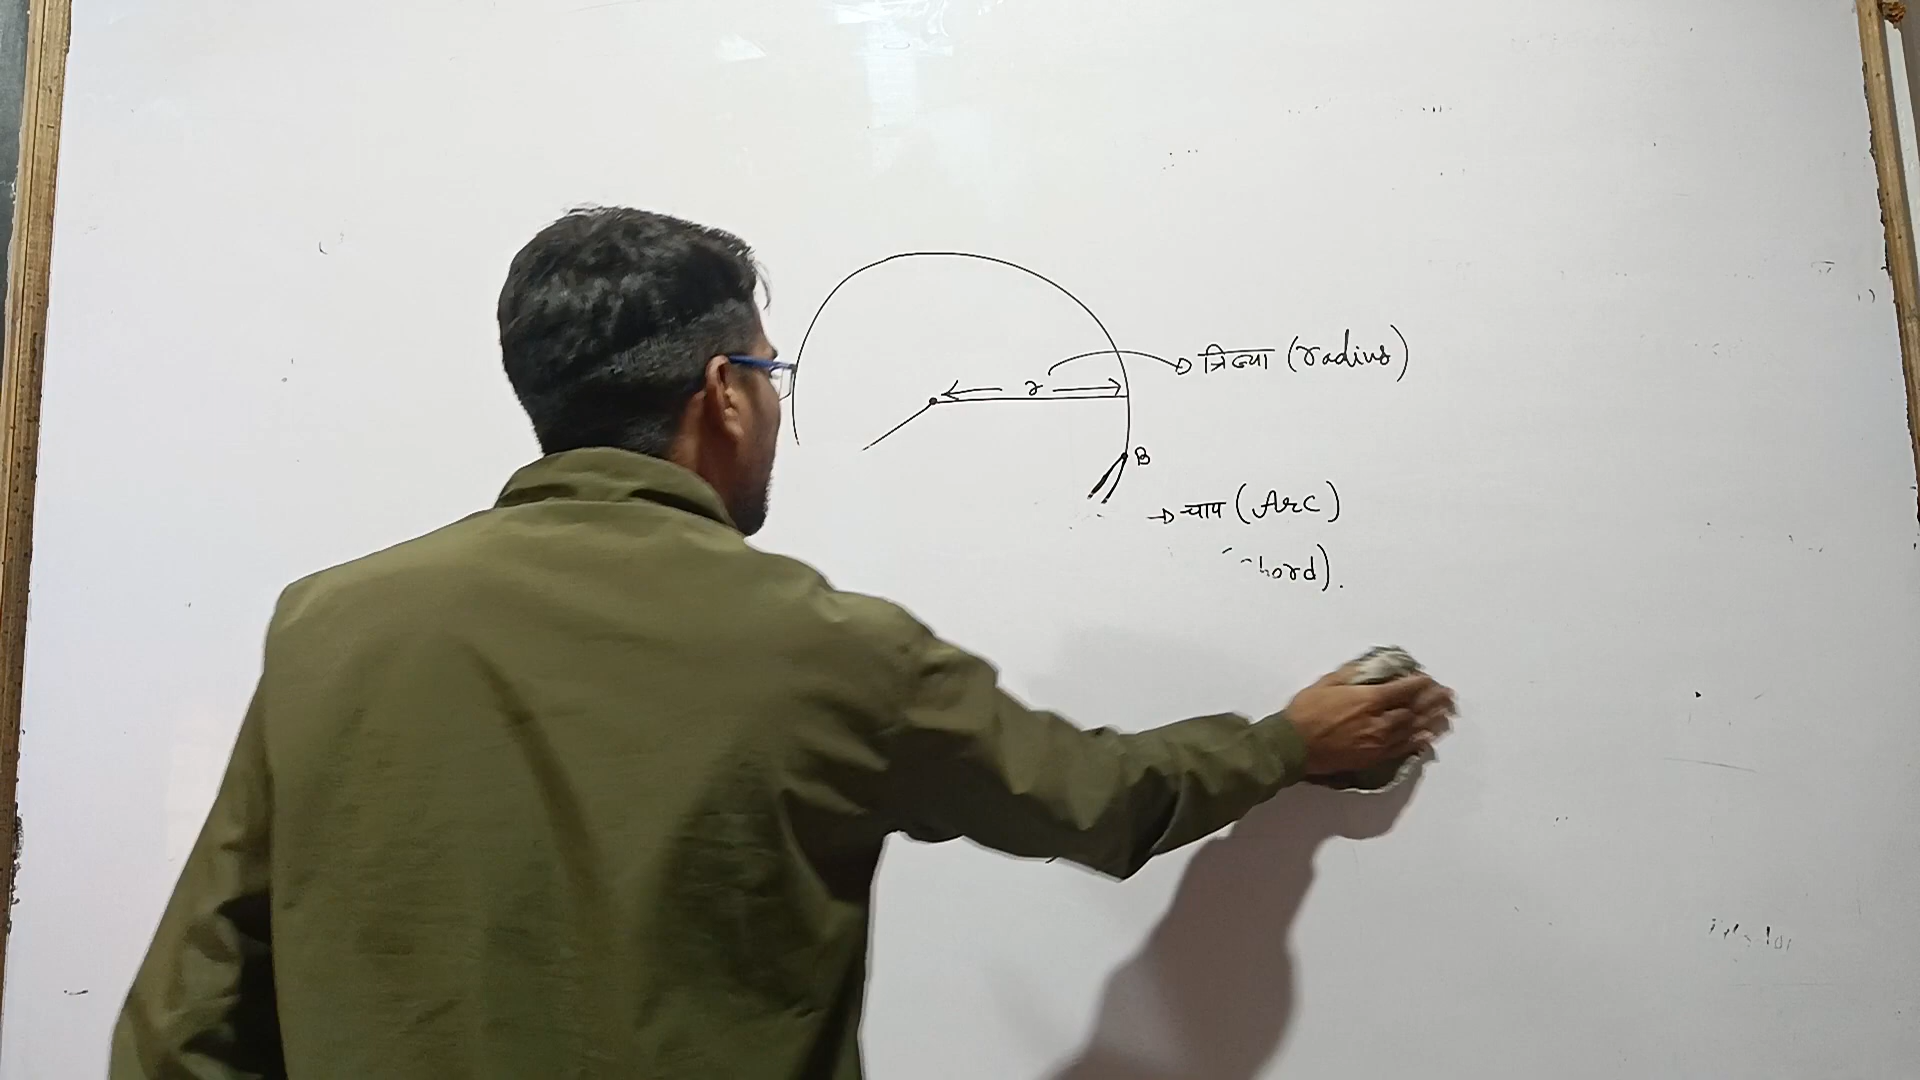 r
त्रिज्या (radius)
B
चाप (Arc)
hord).